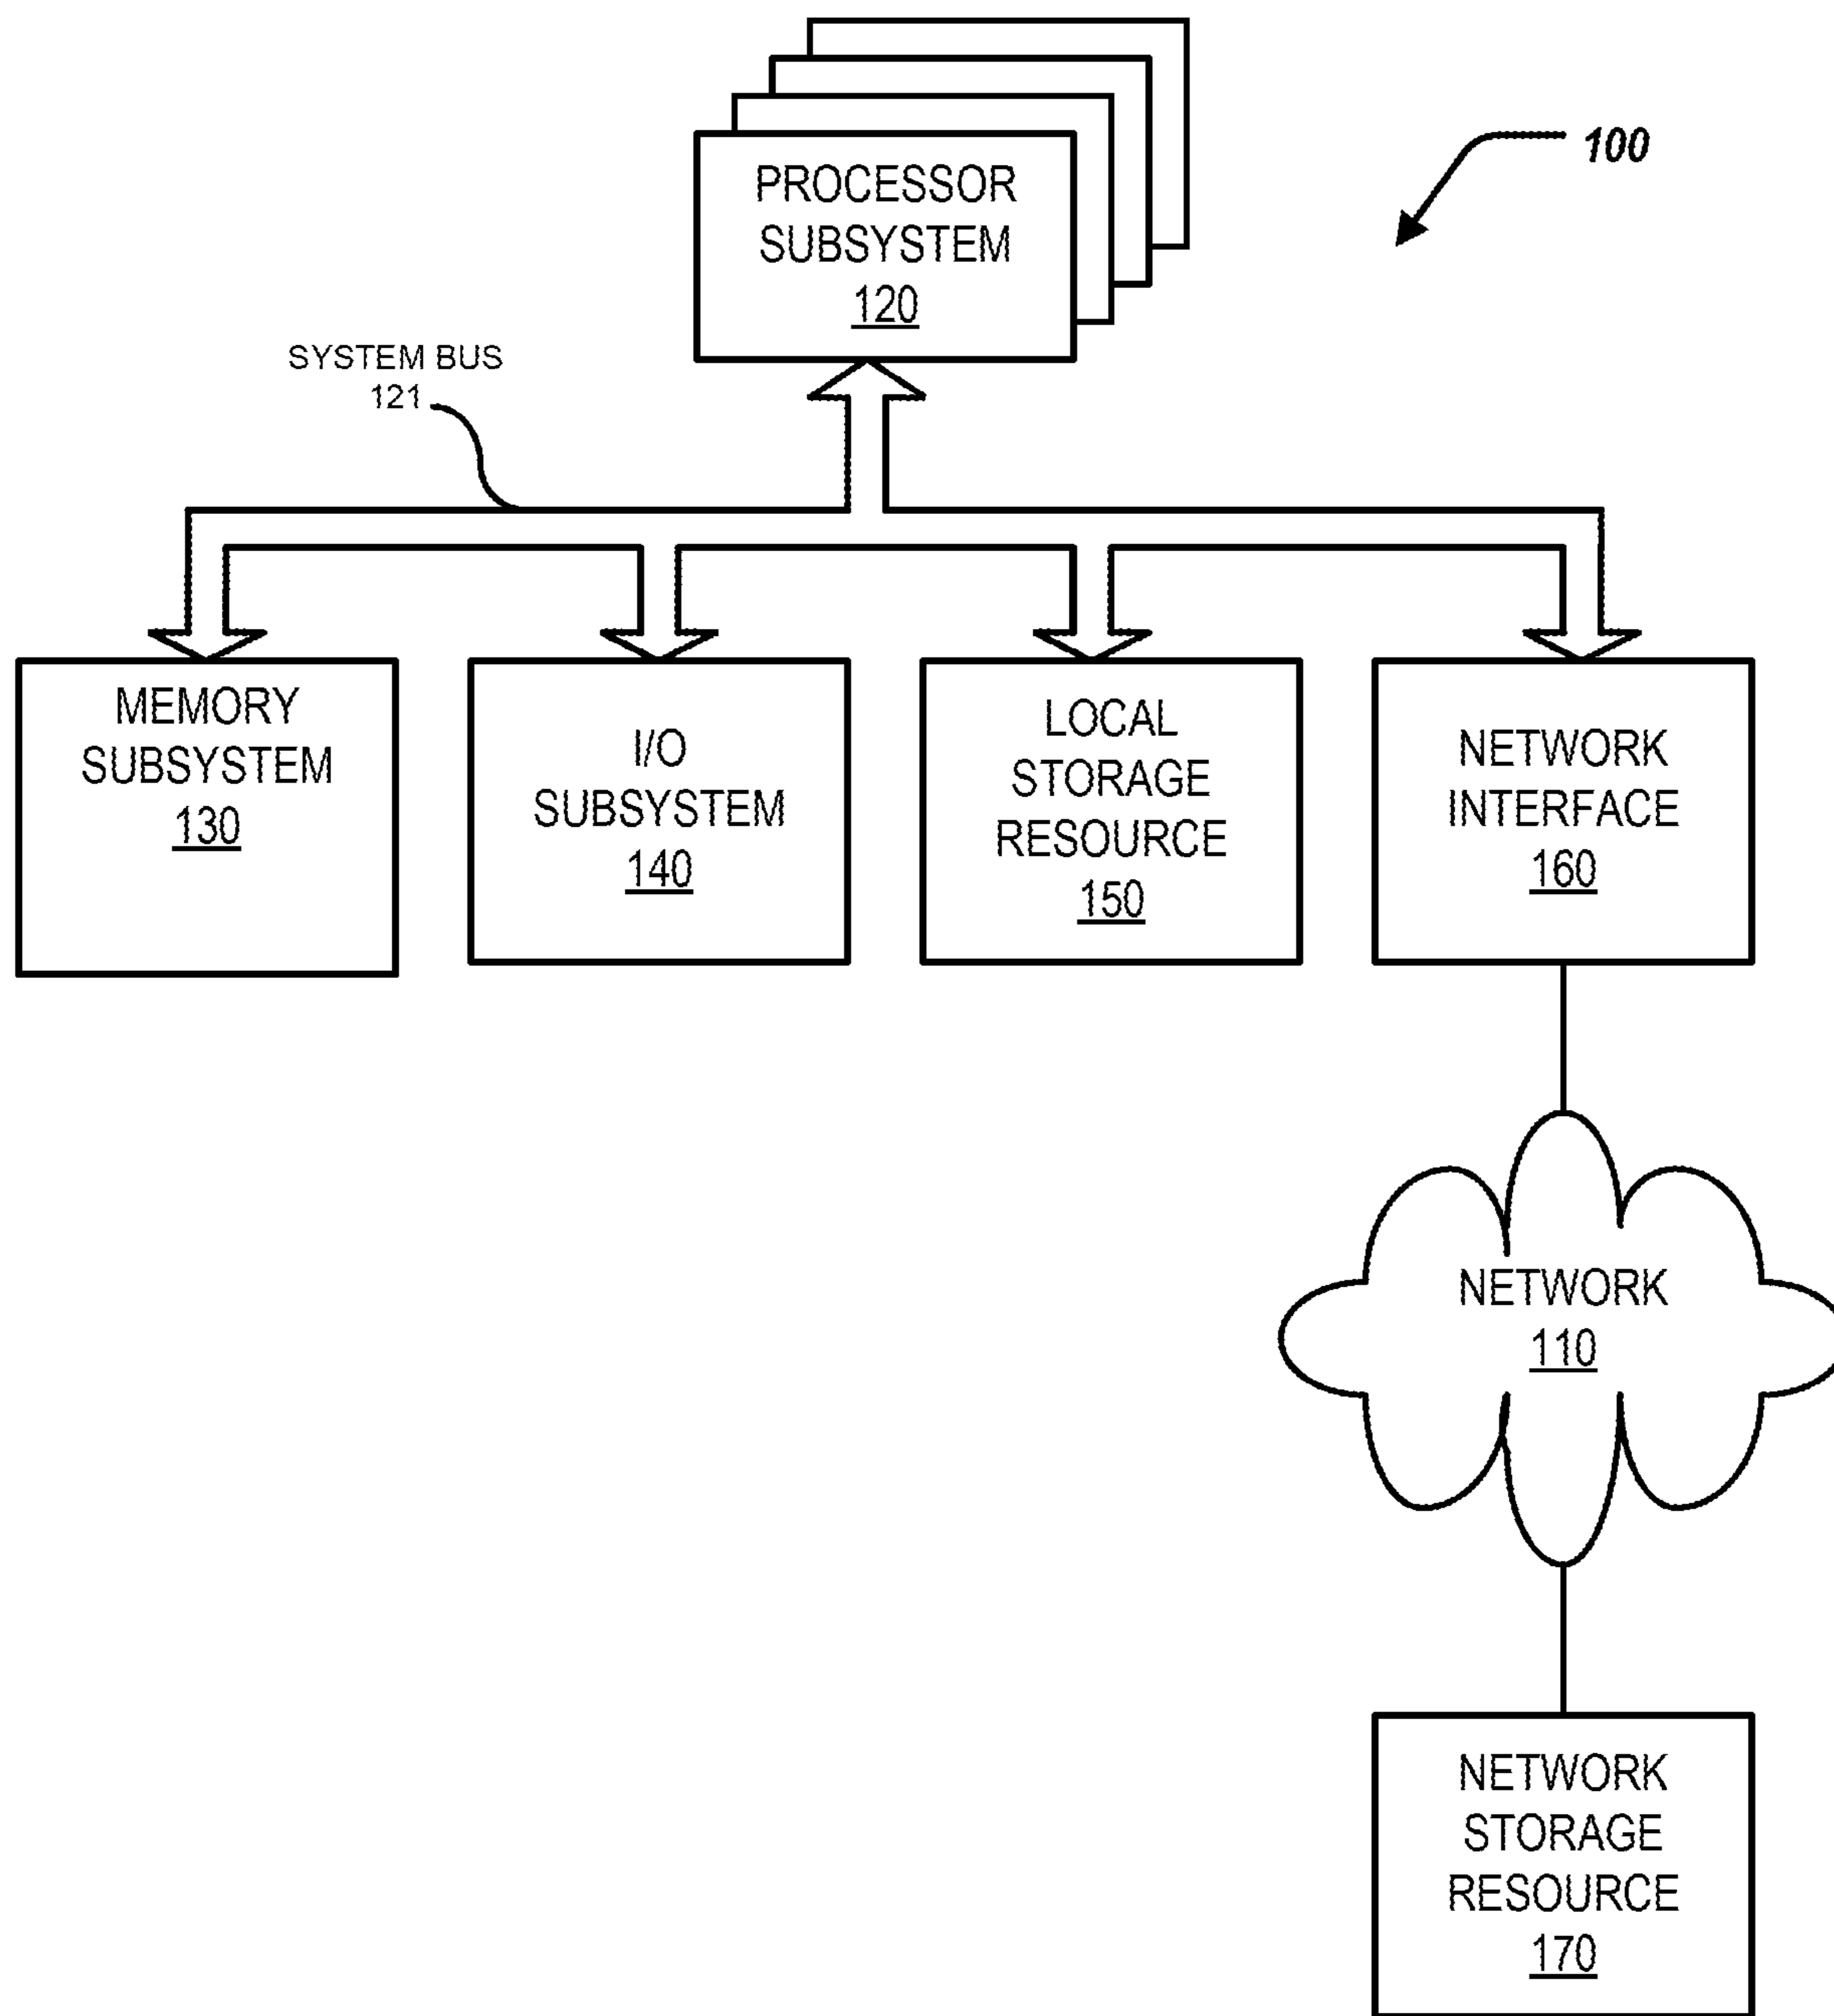 100
PROCESSOR
SUBSYSTEM
120
SYSTEM BUS
121
MEMORY
SUBSYSTEM
130
I/O
SUBSYSTEM
140
LOCAL
STORAGE
RESOURCE
150
NETWORK
INTERFACE
160
NETWORK
110
NETWORK
STORAGE
RESOURCE
170